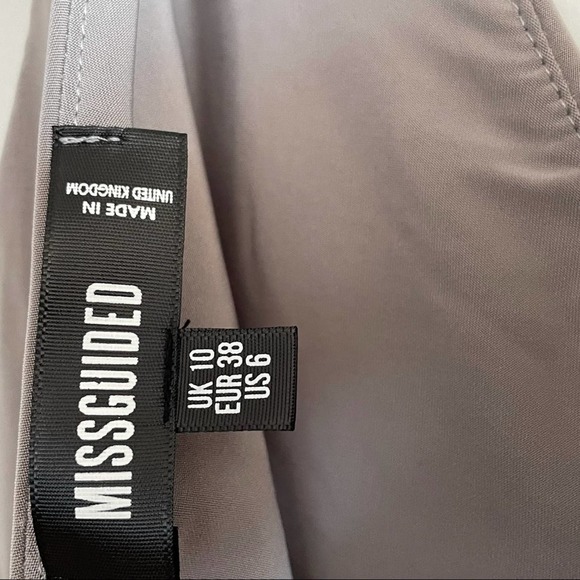 MADE IN
UNITED KINGDOM
MISSGUIDED
UK 10
EUR 38
US 6